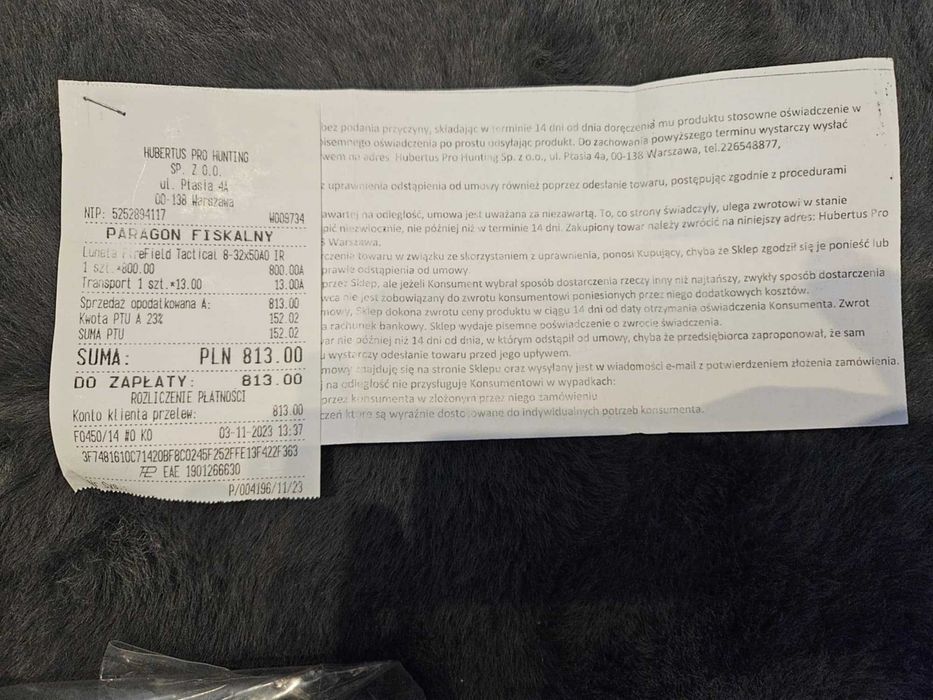 HUBERTUS PRO HUNTING
SP. Z O.O.
ul. Ptasia 4A
00-138 Warszawa
NIP: 5252894117 W009734
PARAGON FISKALNY
Luneta FireField Tactical 8-32x50AO IR
1 szt.*800.00 800.00A
Transport 1 szt.*13.00 13.00A
Sprzedaż opodatkowana A: 813.00
Kwota PTU A 23% 152.02
SUMA PTU 152.02
SUMA: PLN 813.00
DO ZAPŁATY: 813.00
ROZLICZENIE PŁATNOŚCI
Konto klienta przelew: 813.00
F0450/14 #0 KO 03-11-2023 13:37
3F7481610C71420BF8C0245F252FFE13F422F363
EAE 1901266630
P/004196/11/23
bez podania przyczyny, składając w terminie 14 dni od dnia doręczenia mu produktu stosowne oświadczenie w
pisemnego oświadczenia po prostu odsyłając produkt. Do zachowania powyższego terminu wystarczy wysłać
wem na adres Hubertus Pro Hunting Sp. z o.o., ul. Ptasia 4a, 00-138 Warszawa, tel.226548877,
z uprawnienia odstąpienia od umowy również poprzez odesłanie towaru, postępując zgodnie z procedurami
awartej na odległość, umowa jest uważana za niezawartą. To, co strony świadczyły, ulega zwrotowi w stanie
pić niezwłocznie, nie później niż w terminie 14 dni. Zakupiony towar należy zwrócić na niniejszy adres: Hubertus Pro
8 Warszawa.
rczenia towaru w związku ze skorzystaniem z uprawnienia, ponosi Kupujący, chyba że Sklep zgodził się je ponieść lub
prawie odstąpienia od umowy.
przez Sklep, ale jeżeli Konsument wybrał sposób dostarczenia rzeczy inny niż najtańszy, zwykły sposób dostarczenia
wca nie jest zobowiązany do zwrotu konsumentowi poniesionych przez niego dodatkowych kosztów.
mowy, Sklep dokona zwrotu ceny produktu w ciągu 14 dni od daty otrzymania oświadczenia Konsumenta. Zwrot
a rachunek bankowy. Sklep wydaje pisemne poświadczenie o zwrocie świadczenia.
ar nie później niż 14 dni od dnia, w którym odstąpił od umowy, chyba że przedsiębiorca zaproponował, że sam
u wystarczy odesłanie towaru przed jego upływem.
mowy znajduję się na stronie Sklepu oraz wysyłany jest w wiadomości e-mail z potwierdzeniem złożenia zamówienia.
j na odległość nie przysługuje Konsumentowi w wypadkach:
przez konsumenta w złożonym przez niego zamówieniu
czeń które są wyraźnie dostosowane do indywidualnych potrzeb konsumenta.